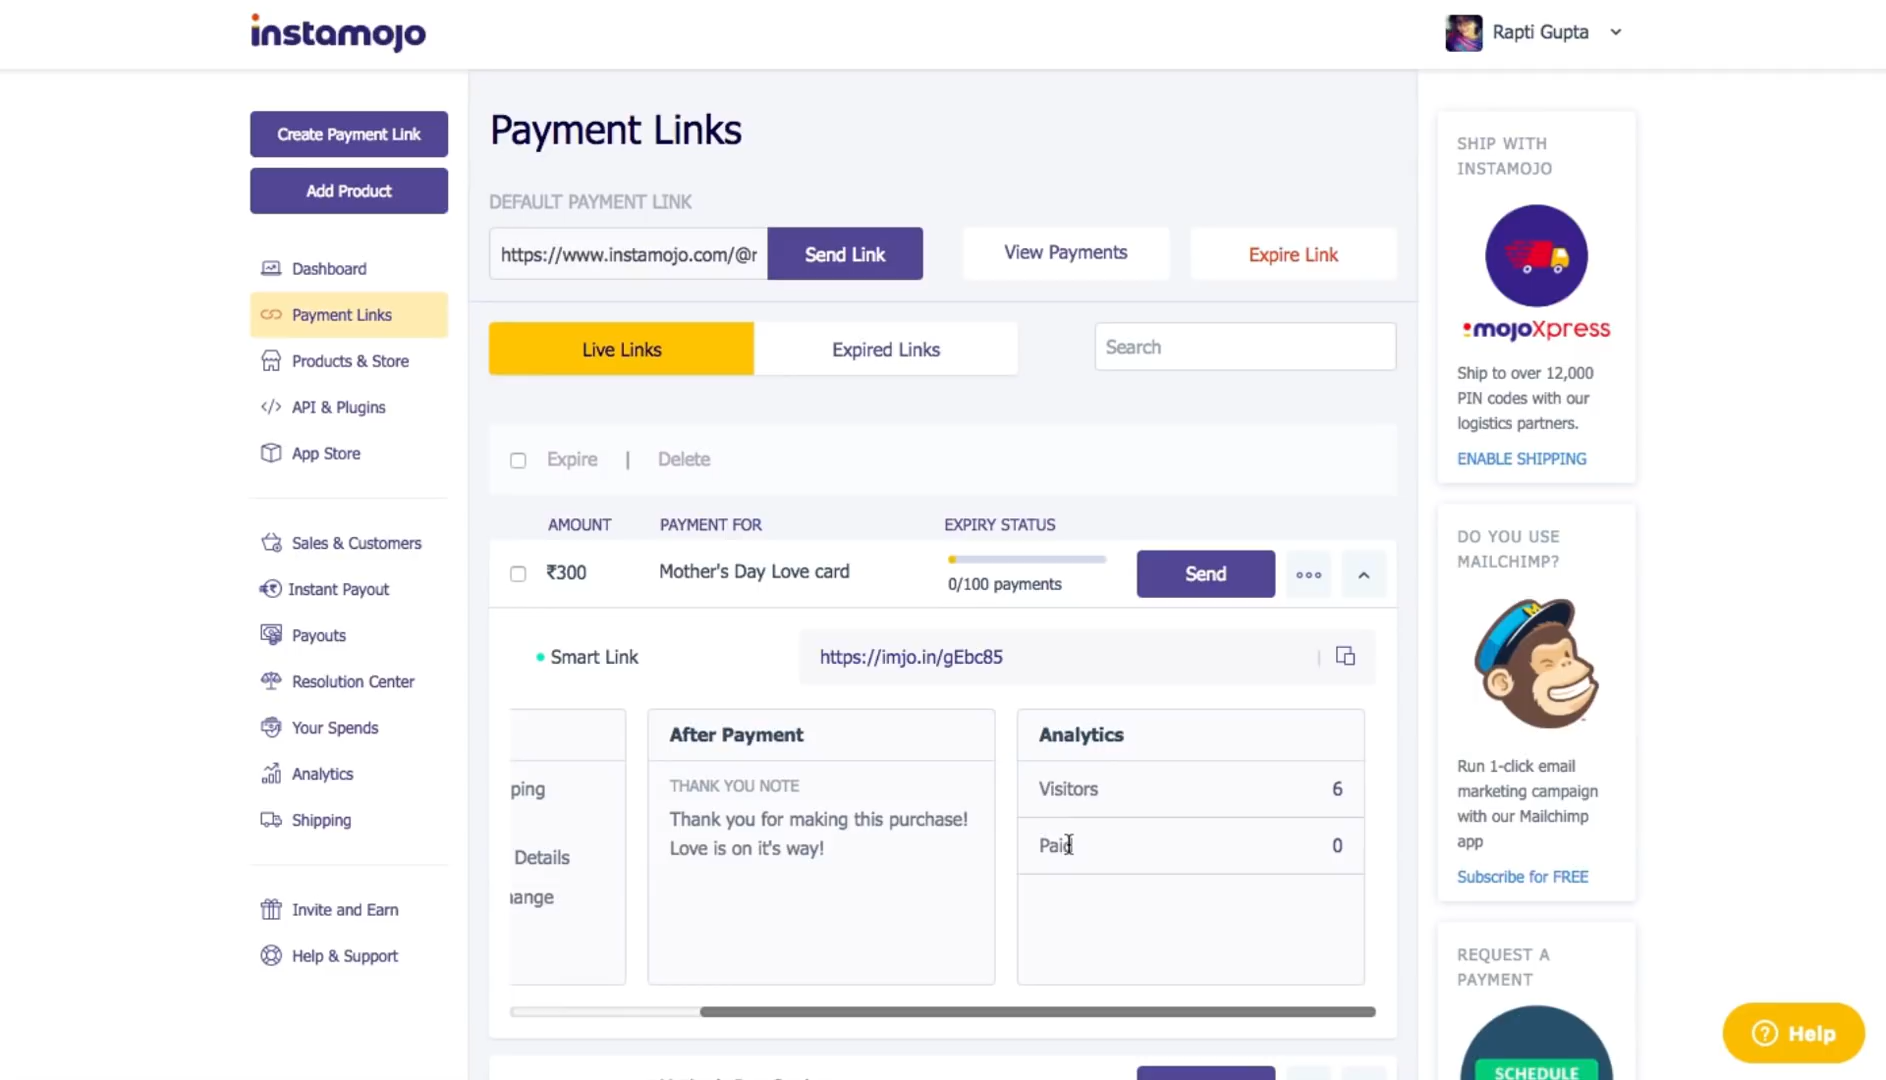 instamojo
Rapti Gupta
Create Payment Link
Add Product
Dashboard
Payment Links
Products & Store
API & Plugins
App Store
Sales & Customers
Instant Payout
Payouts
Resolution Center
Your Spends
Analytics
Shipping
Invite and Earn
Help & Support
Payment Links
DEFAULT PAYMENT LINK
https://www.instamojo.com/@r
Send Link
View Payments
Expire Link
Live Links
Expired Links
Search
Expire | Delete
AMOUNT PAYMENT FOR EXPIRY STATUS
₹300 Mother's Day Love card
0/100 payments
Send
Smart Link
https://imjo.in/gEbc85
ping
Details
ange
After Payment
THANK YOU NOTE
Thank you for making this purchase!
Love is on it's way!
Analytics
Visitors 6
Paid 0
SHIP WITH
INSTAMOJO
mojoXpress
Ship to over 12,000
PIN codes with our
logistics partners.
ENABLE SHIPPING
DO YOU USE
MAILCHIMP?
Run 1-click email
marketing campaign
with our Mailchimp
app
Subscribe for FREE
REQUEST A
PAYMENT
SCHEDULE
Help